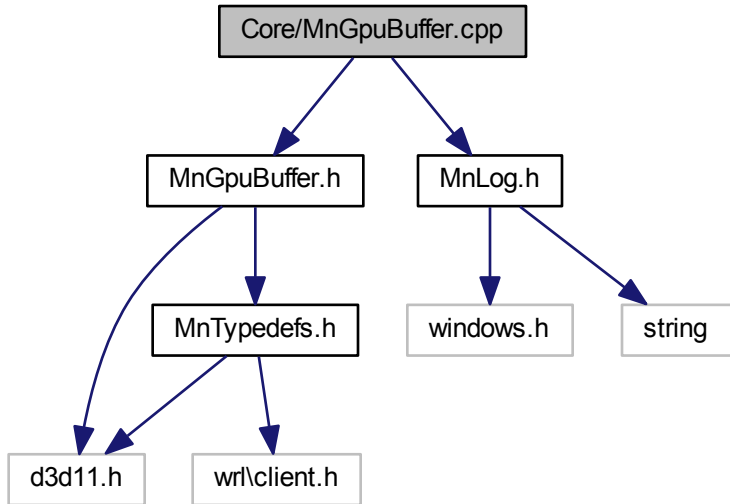 Core/MnGpuBuffer.cpp
MnGpuBuffer.h
MnLog.h
MnTypedefs.h
windows.h
string
d3d11.h
wrl\client.h